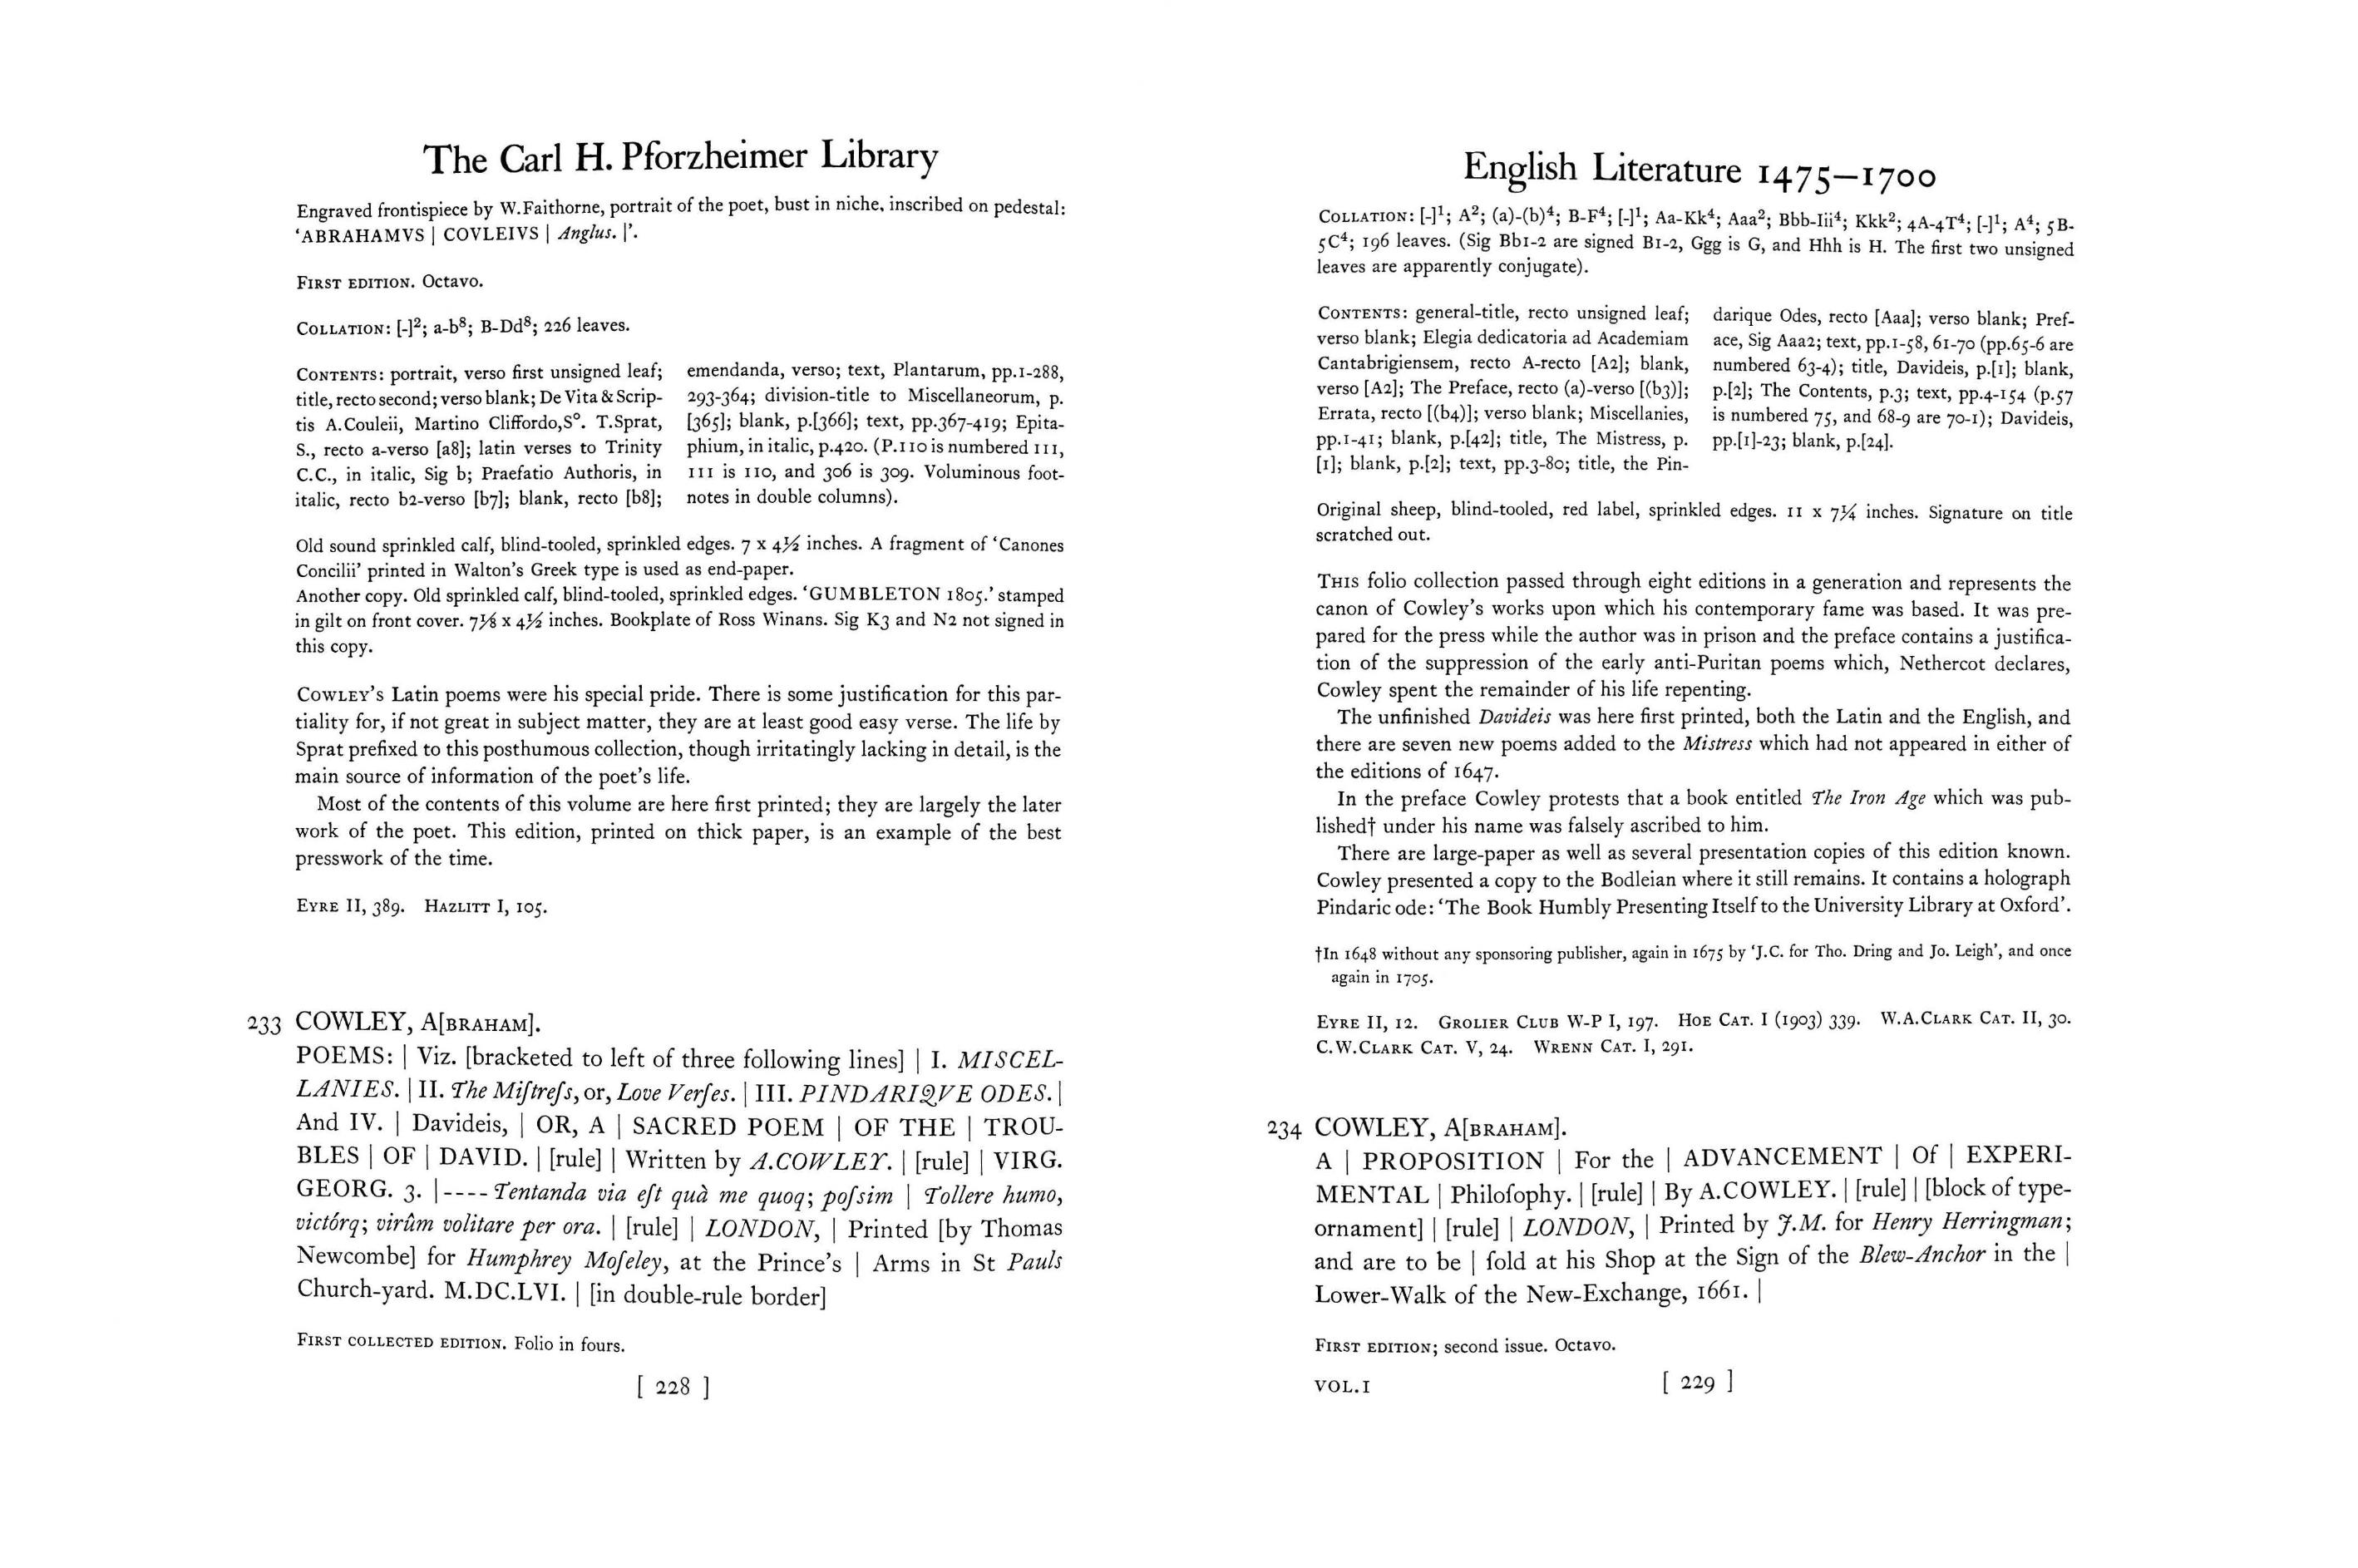 The Carl H. Pforzheimer Library
Engraved frontispiece by W.Faithorne, portrait of the poet, bust in niche, inscribed on pedestal:
‘ABRAHAMVS | COVLEIVS | Anglus. |’.
FIRST EDITION. Octavo.
COLLATION: [-]²; a-b⁸; B-Dd⁸; 226 leaves.
CONTENTS: portrait, verso first unsigned leaf;
title, recto second; verso blank; De Vita & Scrip-
tis A.Couleii, Martino Cliffordo,Sº. T.Sprat,
S., recto a-verso [a8]; latin verses to Trinity
C.C., in italic, Sig b; Praefatio Authoris, in
italic, recto b2-verso [b7]; blank, recto [b8];
emendanda, verso; text, Plantarum, pp.1-288,
293-364; division-title to Miscellaneorum, p.
[365]; blank, p.[366]; text, pp.367-419; Epita-
phium, in italic, p.420. (P.110 is numbered 111,
111 is 110, and 306 is 309. Voluminous foot-
notes in double columns).
Old sound sprinkled calf, blind-tooled, sprinkled edges. 7 x 4½ inches. A fragment of ‘Canones
Concilii’ printed in Walton's Greek type is used as end-paper.
Another copy. Old sprinkled calf, blind-tooled, sprinkled edges. ‘GUMBLETON 1805.’ stamped
in gilt on front cover. 7⅛ x 4½ inches. Bookplate of Ross Winans. Sig K3 and N2 not signed in
this copy.
COWLEY's Latin poems were his special pride. There is some justification for this par-
tiality for, if not great in subject matter, they are at least good easy verse. The life by
Sprat prefixed to this posthumous collection, though irritatingly lacking in detail, is the
main source of information of the poet's life.
Most of the contents of this volume are here first printed; they are largely the later
work of the poet. This edition, printed on thick paper, is an example of the best
presswork of the time.
EYRE II, 389. HAZLITT I, 105.
233 COWLEY, A[BRAHAM].
POEMS: | Viz. [bracketed to left of three following lines] | I. MISCEL-
LANIES. | II. The Miſtreſs, or, Love Verſes. | III. PINDARIQVE ODES. |
And IV. | Davideis, | OR, A | SACRED POEM | OF THE | TROU-
BLES | OF | DAVID. | [rule] | Written by A.COWLEY. | [rule] | VIRG.
GEORG. 3. |---- Tentanda via eſt quà me quoq; poſsim | Tollere humo,
victórq; virûm volitare per ora. | [rule] | LONDON, | Printed [by Thomas
Newcombe] for Humphrey Moſeley, at the Prince's | Arms in St Pauls
Church-yard. M.DC.LVI. | [in double-rule border]
FIRST COLLECTED EDITION. Folio in fours.
[ 228 ]
English Literature 1475—1700
COLLATION: [-]¹; A²; (a)-(b)⁴; B-F⁴; [-]¹; Aa-Kk⁴; Aaa²; Bbb-Iii⁴; Kkk²; 4A-4T⁴; [-]¹; A⁴; 5B-
5C⁴; 196 leaves. (Sig Bb1-2 are signed B1-2, Ggg is G, and Hhh is H. The first two unsigned
leaves are apparently conjugate).
CONTENTS: general-title, recto unsigned leaf;
verso blank; Elegia dedicatoria ad Academiam
Cantabrigiensem, recto A-recto [A2]; blank,
verso [A2]; The Preface, recto (a)-verso [(b3)];
Errata, recto [(b4)]; verso blank; Miscellanies,
pp.1-41; blank, p.[42]; title, The Mistress, p.
[1]; blank, p.[2]; text, pp.3-80; title, the Pin-
darique Odes, recto [Aaa]; verso blank; Pref-
ace, Sig Aaa2; text, pp.1-58, 61-70 (pp.65-6 are
numbered 63-4); title, Davideis, p.[1]; blank,
p.[2]; The Contents, p.3; text, pp.4-154 (p.57
is numbered 75, and 68-9 are 70-1); Davideis,
pp.[1]-23; blank, p.[24].
Original sheep, blind-tooled, red label, sprinkled edges. 11 x 7¼ inches. Signature on title
scratched out.
THIS folio collection passed through eight editions in a generation and represents the
canon of Cowley's works upon which his contemporary fame was based. It was pre-
pared for the press while the author was in prison and the preface contains a justifica-
tion of the suppression of the early anti-Puritan poems which, Nethercot declares,
Cowley spent the remainder of his life repenting.
The unfinished Davideis was here first printed, both the Latin and the English, and
there are seven new poems added to the Mistress which had not appeared in either of
the editions of 1647.
In the preface Cowley protests that a book entitled The Iron Age which was pub-
lished† under his name was falsely ascribed to him.
There are large-paper as well as several presentation copies of this edition known.
Cowley presented a copy to the Bodleian where it still remains. It contains a holograph
Pindaric ode: ‘The Book Humbly Presenting Itself to the University Library at Oxford’.
†In 1648 without any sponsoring publisher, again in 1675 by ‘J.C. for Tho. Dring and Jo. Leigh’, and once
again in 1705.
EYRE II, 12. GROLIER CLUB W-P I, 197. HOE CAT. I (1903) 339. W.A.CLARK CAT. II, 30.
C.W.CLARK CAT. V, 24. WRENN CAT. I, 291.
234 COWLEY, A[BRAHAM].
A | PROPOSITION | For the | ADVANCEMENT | Of | EXPERI-
MENTAL | Philoſophy. | [rule] | By A.COWLEY. | [rule] | [block of type-
ornament] | [rule] | LONDON, | Printed by J.M. for Henry Herringman;
and are to be | ſold at his Shop at the Sign of the Blew-Anchor in the |
Lower-Walk of the New-Exchange, 1661. |
FIRST EDITION; second issue. Octavo.
VOL.I [ 229 ]